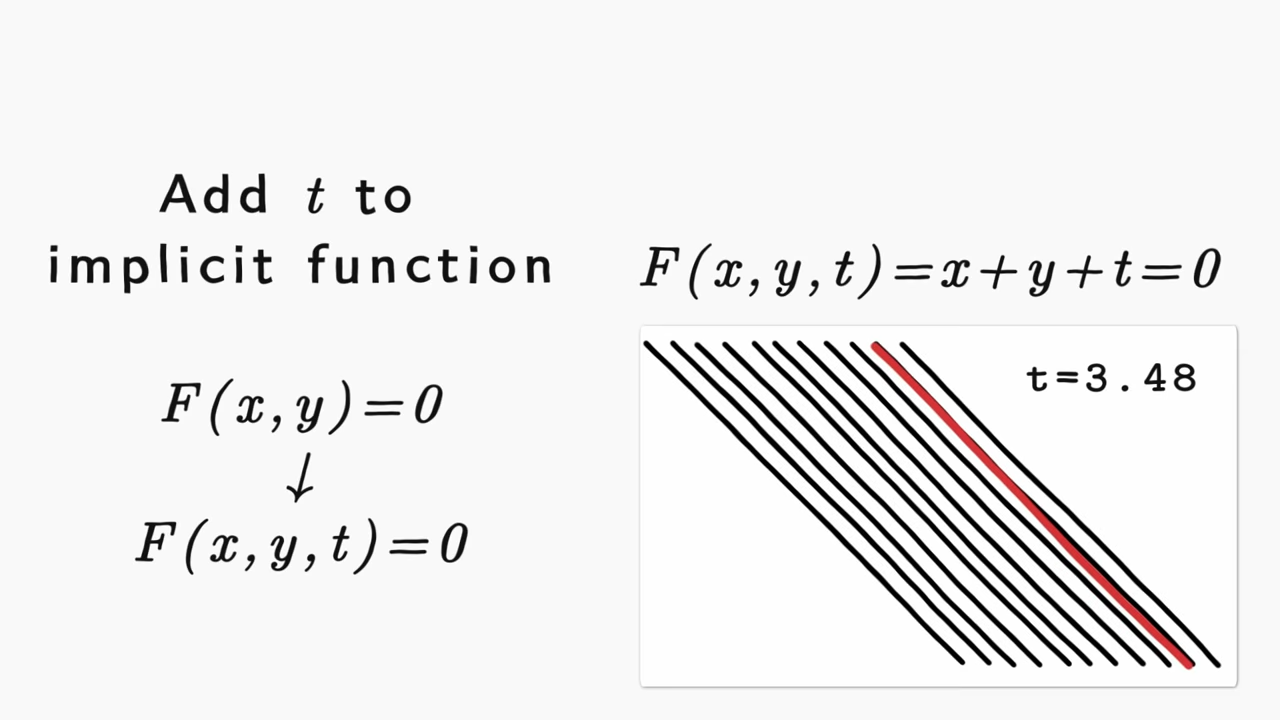 Add t to
implicit function
F(x,y)=0
↓
F(x,y,t)=0
F(x,y,t)=x+y+t=0
t=3.48